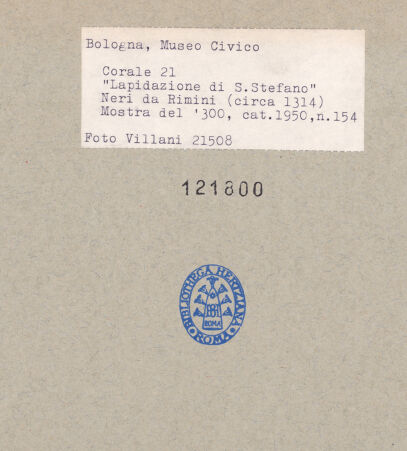 Bologna, Museo Civico
Corale 21
"Lapidazione di S.Stefano"
Neri da Rimini (circa 1314)
Mostra del '300, cat.1950,n.154
Foto Villani 21508
121800
BIBLIOTHECA HERTZIANA
ROMA
ROMA